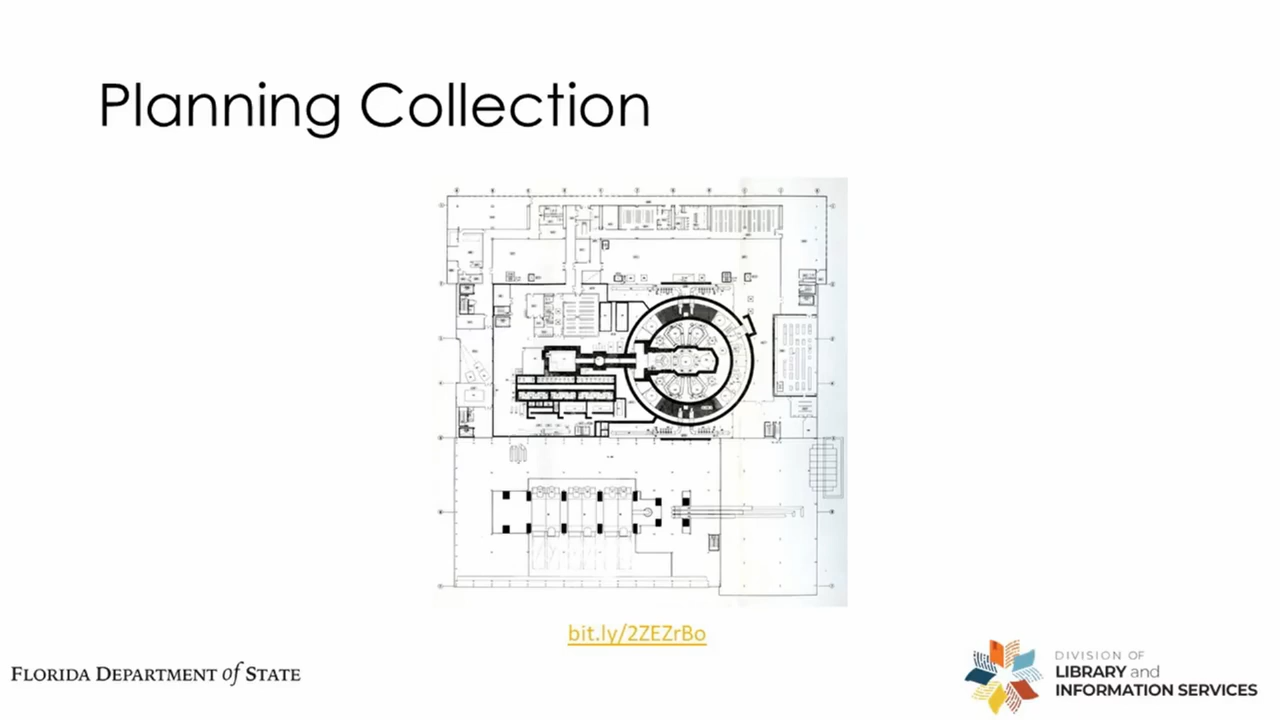 Planning Collection
bit.ly/2ZEZrBo
FLORIDA DEPARTMENT of STATE
DIVISION OF
LIBRARY and
INFORMATION SERVICES